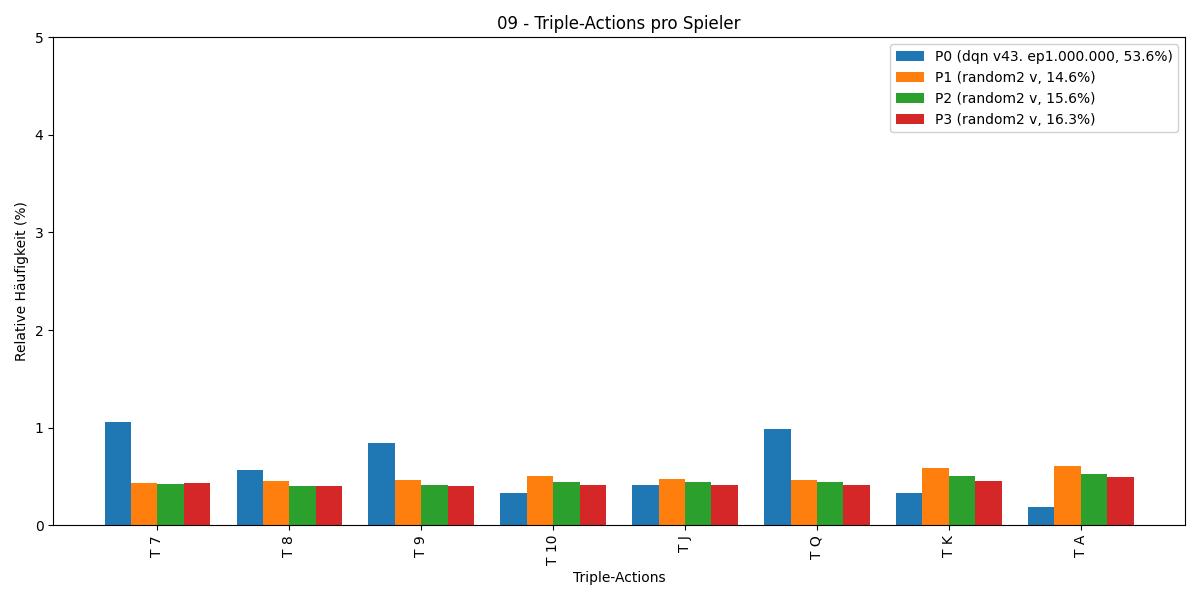 09 - Triple-Actions pro Spieler
P0 (dqn v43. ep1.000.000, 53.6%)
P1 (random2 v, 14.6%)
P2 (random2 v, 15.6%)
P3 (random2 v, 16.3%)
Relative Häufigkeit (%)
5
4
3
2
1
0
T 7
T 8
T 9
T 10
T J
T Q
T K
T A
Triple-Actions